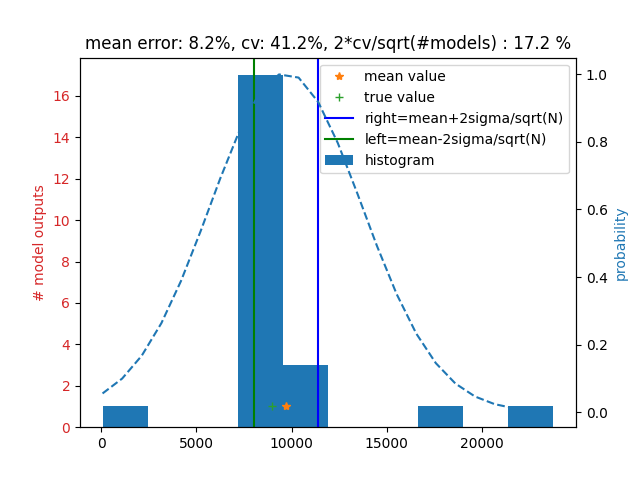 mean error: 8.2%, cv: 41.2%, 2*cv/sqrt(#models) : 17.2 %
mean value
true value
right=mean+2sigma/sqrt(N)
left=mean-2sigma/sqrt(N)
histogram
# model outputs
16
14
12
10
8
6
4
2
0
1.0
0.8
0.6
0.4
0.2
0.0
probability
0 5000 10000 15000 20000